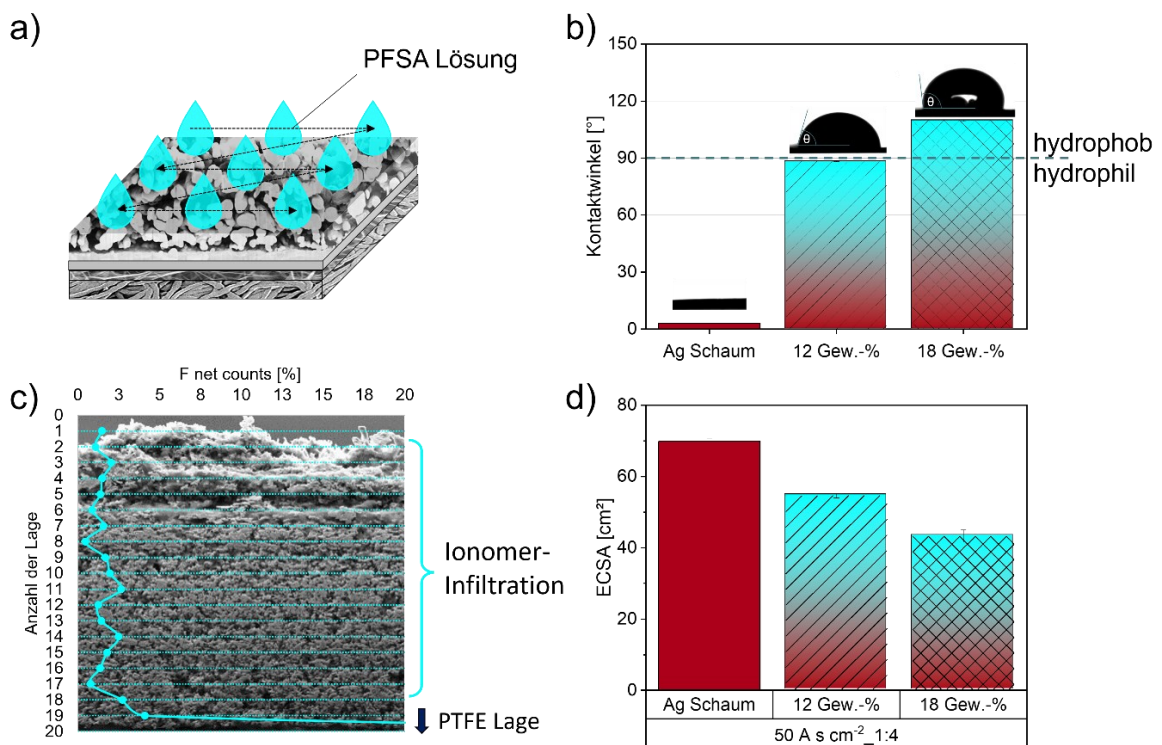 a)
PFSA Lösung
b)
Kontaktwinkel [°]
150
120
90
60
30
0
θ
θ
hydrophob
hydrophil
Ag Schaum
12 Gew.-%
18 Gew.-%
c)
F net counts [%]
0 3 5 8 10 13 15 18 20
Anzahl der Lage
0
1
2
3
4
5
6
7
8
9
10
11
12
13
14
15
16
17
18
19
20
Ionomer-
Infiltration
PTFE Lage
d)
ECSA [cm²]
80
60
40
20
0
Ag Schaum
12 Gew.-%
18 Gew.-%
50 A s cm⁻²_1:4